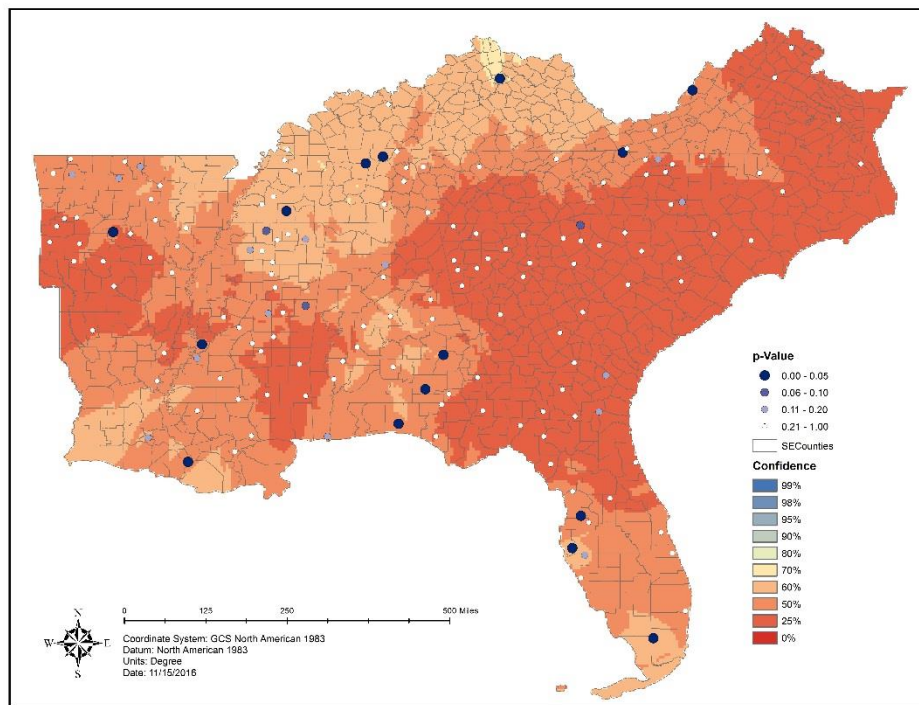 p-Value
0.00 - 0.05
0.06 - 0.10
0.11 - 0.20
0.21 - 1.00
SECounties
Confidence
99%
98%
95%
90%
80%
70%
60%
50%
25%
0%
0 125 250 500 Miles
N
W E
S
Coordinate System: GCS North American 1983
Datum: North American 1983
Units: Degree
Date: 11/15/2016